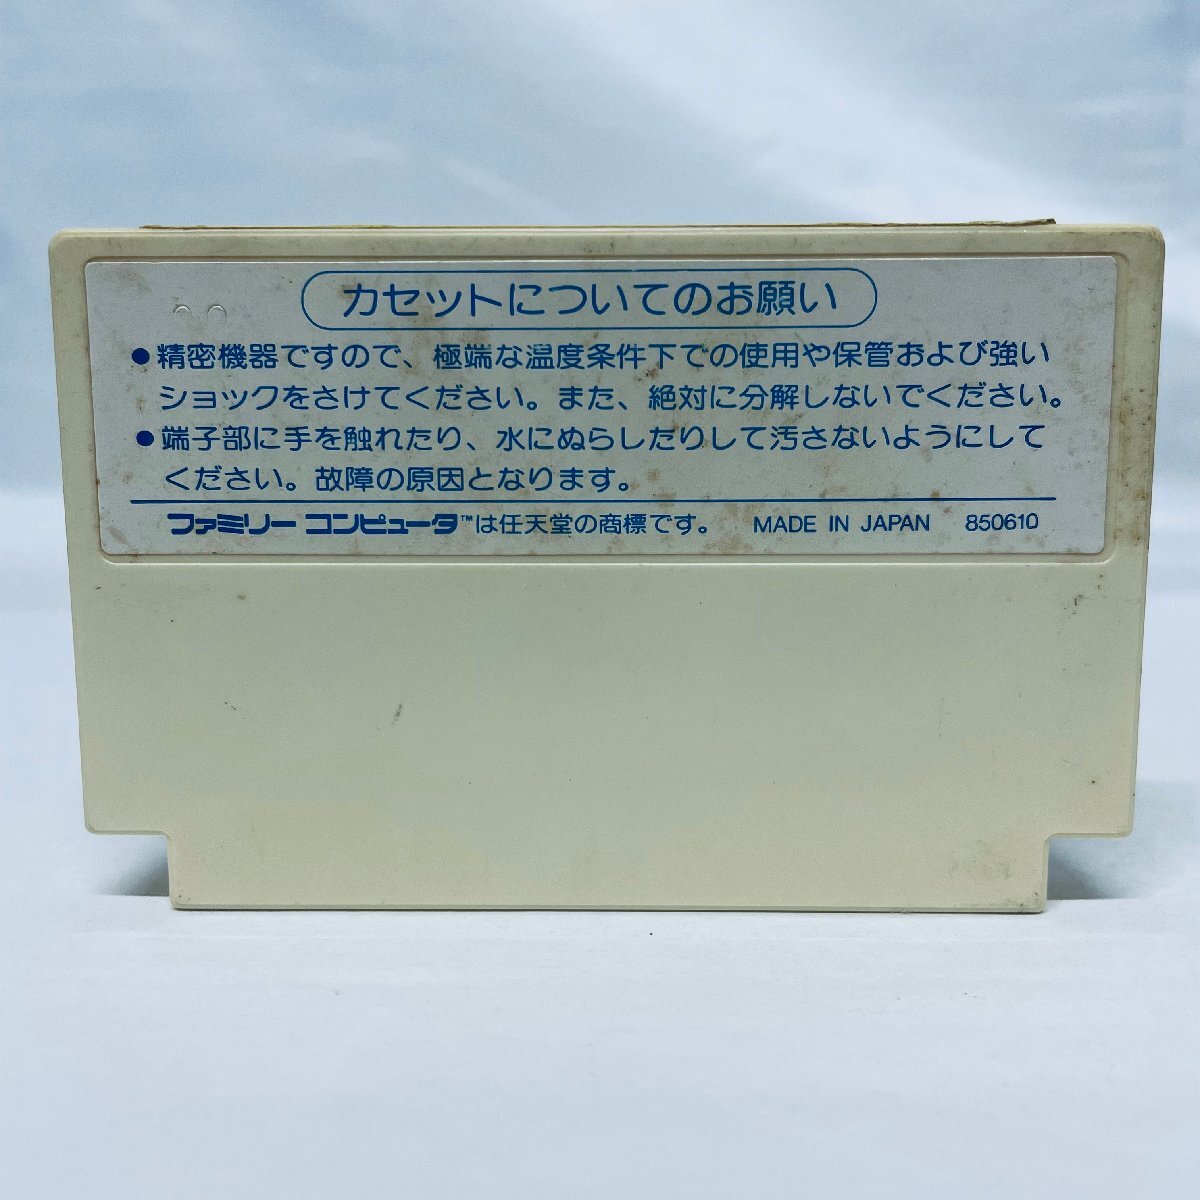 カセットについてのお願い
●精密機器ですので、極端な温度条件下での使用や保管および強い
ショックをさけてください。また、絶対に分解しないでください。
●端子部に手を触れたり、水にぬらしたりして汚さないようにして
ください。故障の原因となります。
ファミリーコンピュータ™は任天堂の商標です。 MADE IN JAPAN 850610